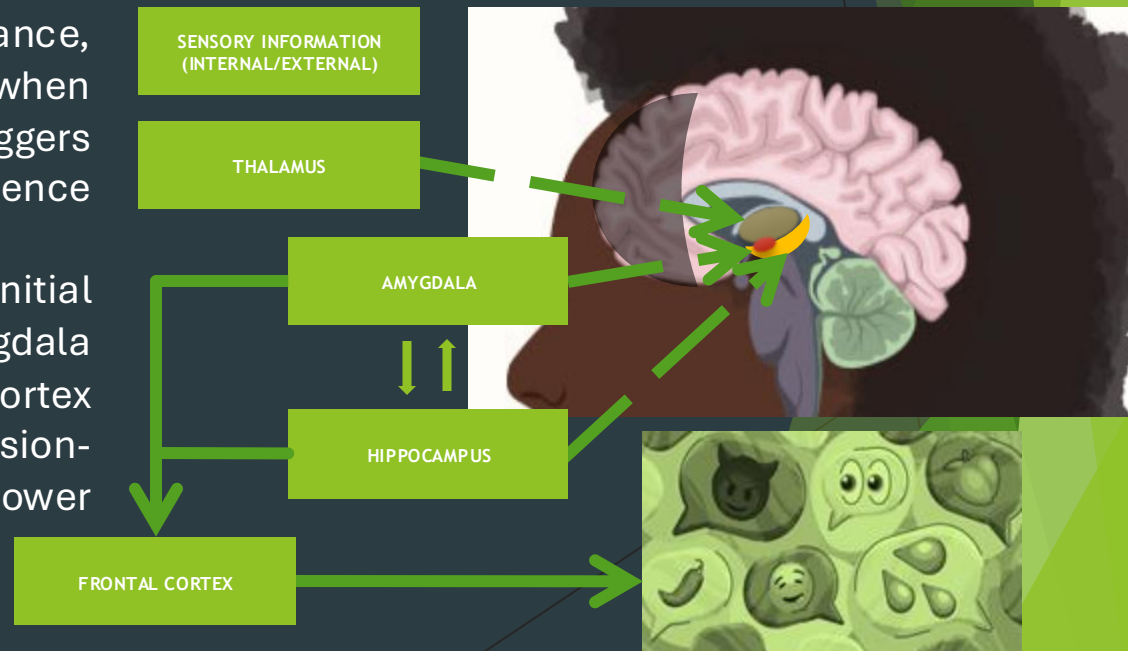 ance,
when
ggers
ence
nitial
gdala
ortex
sion-
ower
SENSORY INFORMATION
(INTERNAL/EXTERNAL)
THALAMUS
AMYGDALA
HIPPOCAMPUS
FRONTAL CORTEX